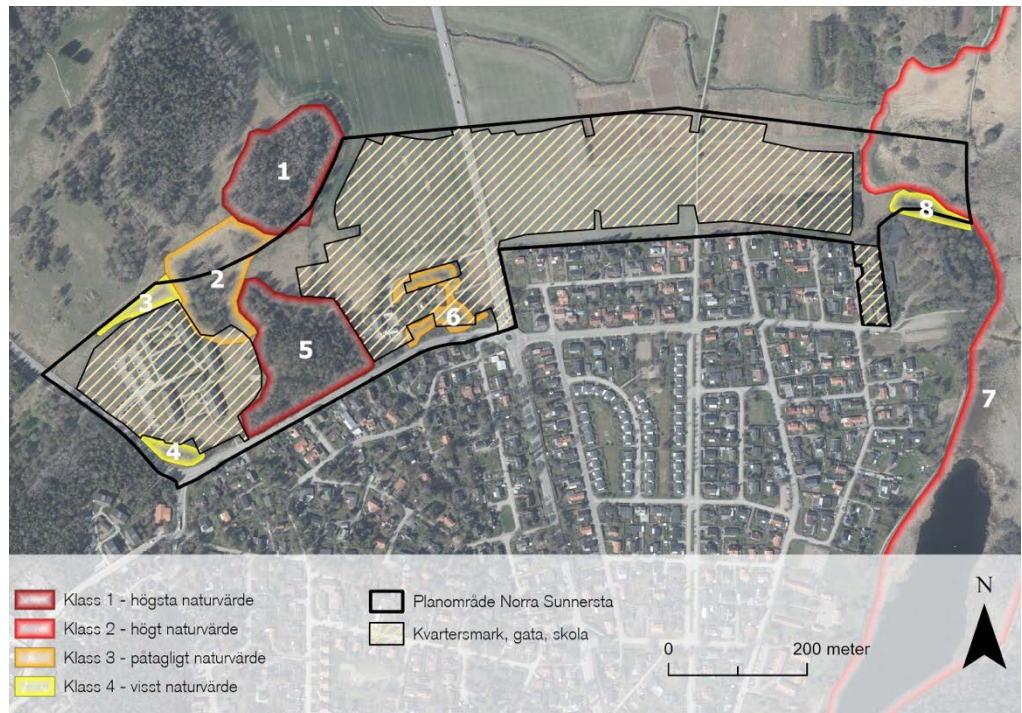 1
2
3
4
5
6
7
8
Klass 1 - högsta naturvärde
Klass 2 - högt naturvärde
Klass 3 - påtagligt naturvärde
Klass 4 - visst naturvärde
Planområde Norra Sunnersta
Kvartersmark, gata, skola
0 200 meter
N